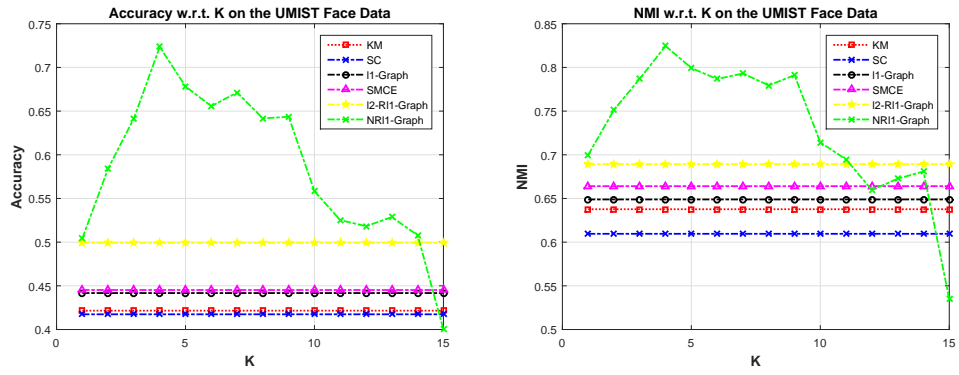 Accuracy w.r.t. K on the UMIST Face Data
0.75
0.7
0.65
0.6
0.55
0.5
0.45
0.4
Accuracy
0
5
10
15
K
KM
SC
l1-Graph
SMCE
l2-Rl1-Graph
NRl1-Graph
NMI w.r.t. K on the UMIST Face Data
0.85
0.8
0.75
0.7
0.65
0.6
0.55
0.5
NMI
0
5
10
15
K
KM
SC
l1-Graph
SMCE
l2-Rl1-Graph
NRl1-Graph